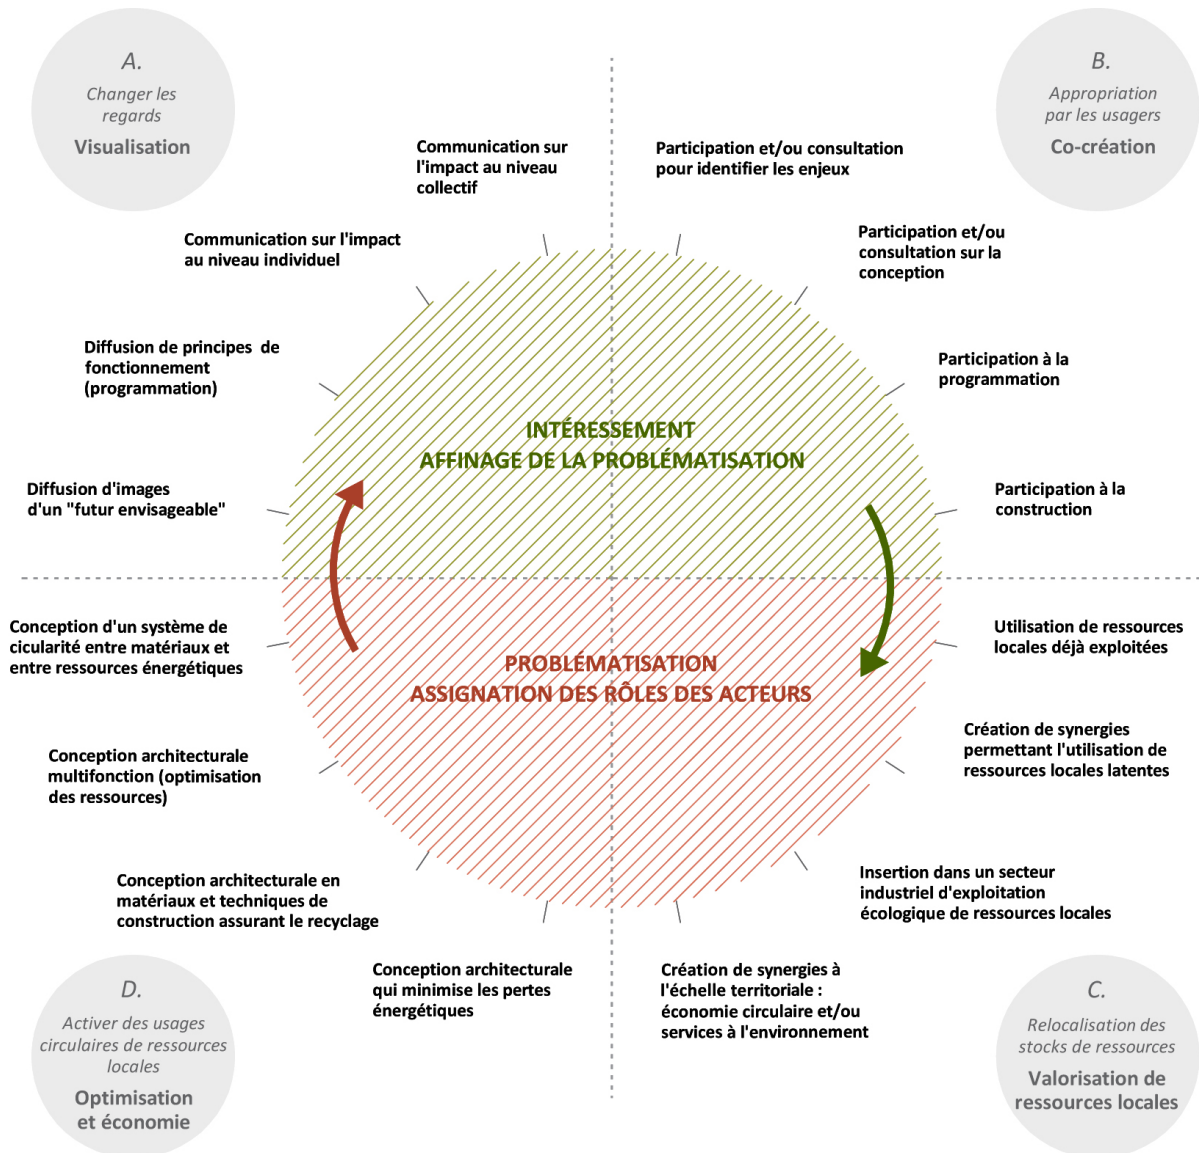 A.
Changer les
regards
Visualisation
B.
Appropriation
par les usagers
Co-création
Communication sur
l'impact au niveau
collectif
Participation et/ou consultation
pour identifier les enjeux
Communication sur l'impact
au niveau individuel
Participation et/ou
consultation sur la
conception
Diffusion de principes de
fonctionnement
(programmation)
Participation à la
programmation
INTÉRESSEMENT
AFFINAGE DE LA PROBLÉMATISATION
Diffusion d'images
d'un "futur envisageable"
Participation à la
construction
Conception d'un système de
cicularité entre matériaux et
entre ressources énergétiques
Utilisation de ressources
locales déjà exploitées
PROBLÉMATISATION
ASSIGNATION DES RÔLES DES ACTEURS
Conception architecturale
multifonction (optimisation
des ressources)
Création de synergies
permettant l'utilisation de
ressources locales latentes
Conception architecturale en
matériaux et techniques de
construction assurant le recyclage
Insertion dans un secteur
industriel d'exploitation
écologique de ressources locales
Conception architecturale
qui minimise les pertes
énergétiques
Création de synergies à
l'échelle territoriale :
économie circulaire et/ou
services à l'environnement
D.
Activer des usages
circulaires de ressources
locales
Optimisation
et économie
C.
Relocalisation des
stocks de ressources
Valorisation de
ressources locales